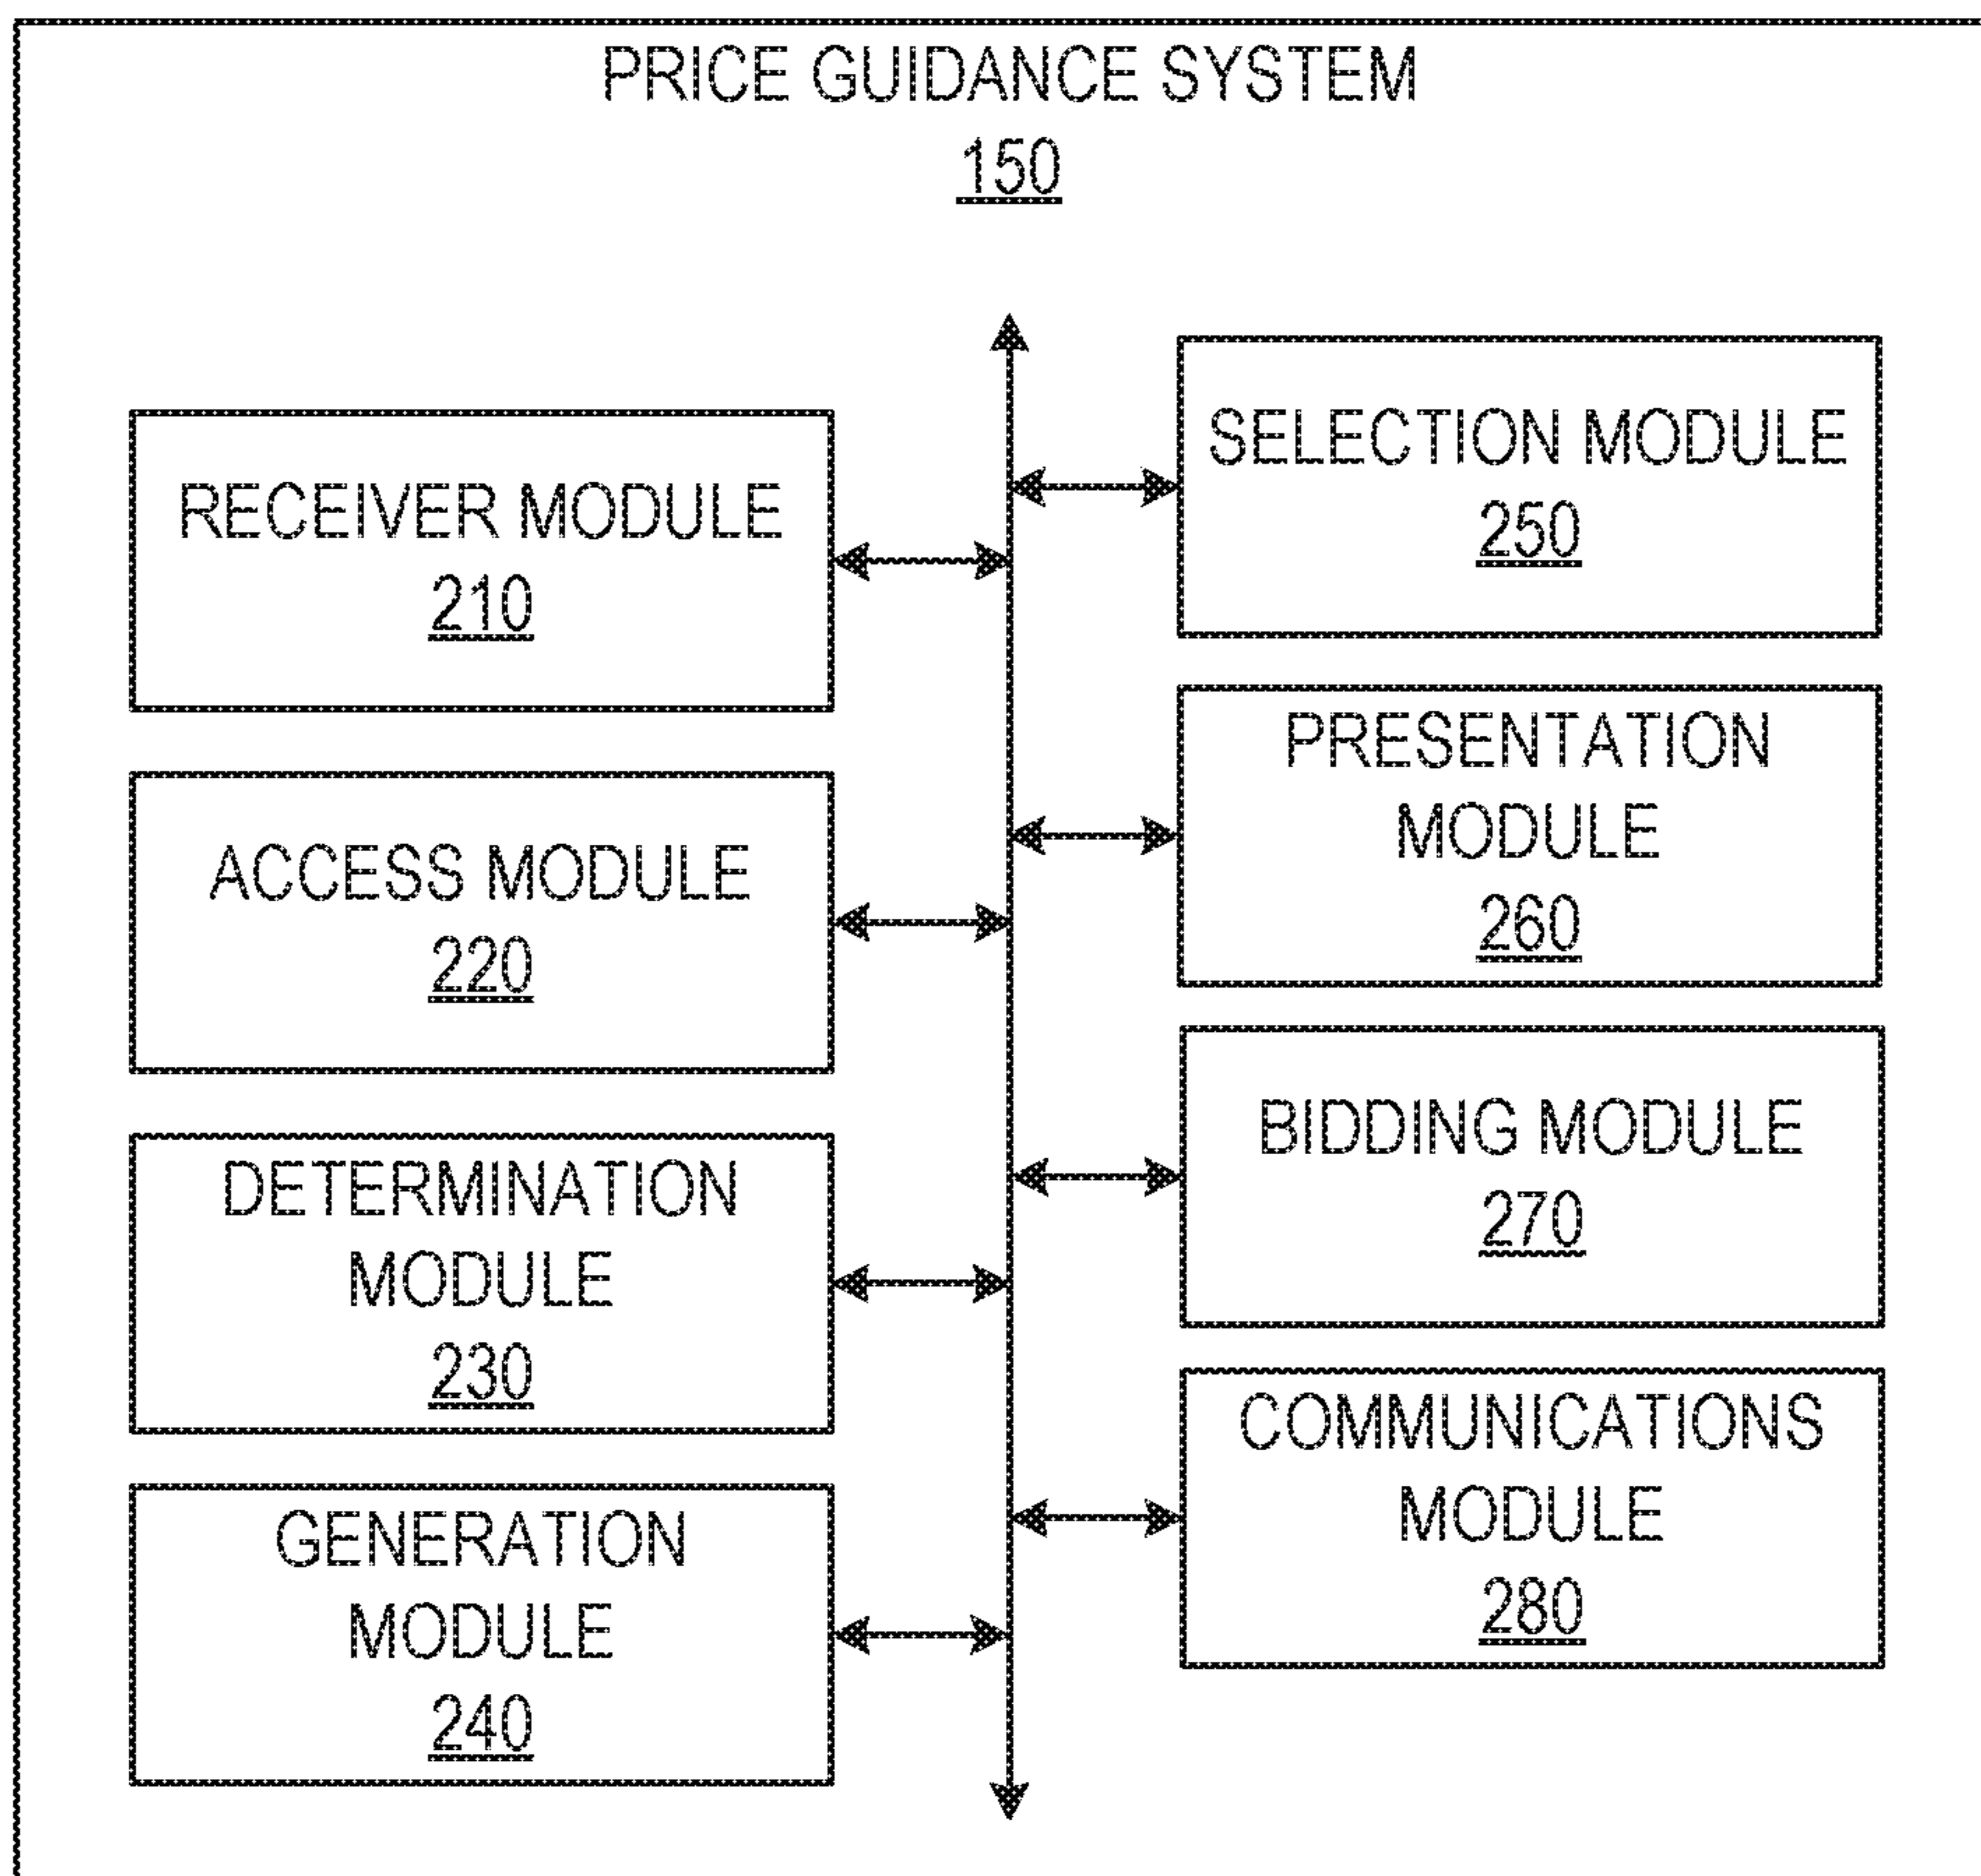 PRICE GUIDANCE SYSTEM
150
RECEIVER MODULE
210
ACCESS MODULE
220
DETERMINATION
MODULE
230
GENERATION
MODULE
240
SELECTION MODULE
250
PRESENTATION
MODULE
260
BIDDING MODULE
270
COMMUNICATIONS
MODULE
280